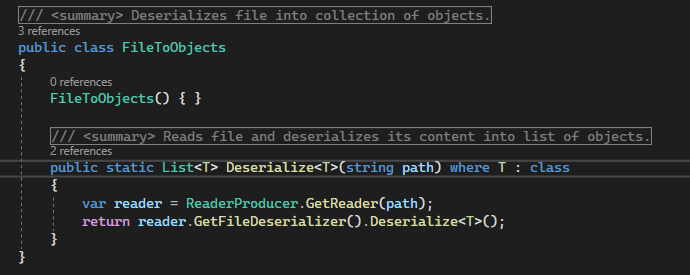 /// <summary> Deserializes file into collection of objects.
3 references
public class FileToObjects
{
0 references
FileToObjects() { }
/// <summary> Reads file and deserializes its content into list of objects.
2 references
public static List<T> Deserialize<T>(string path) where T : class
{
var reader = ReaderProducer.GetReader(path);
return reader.GetFileDeserializer().Deserialize<T>();
}
}